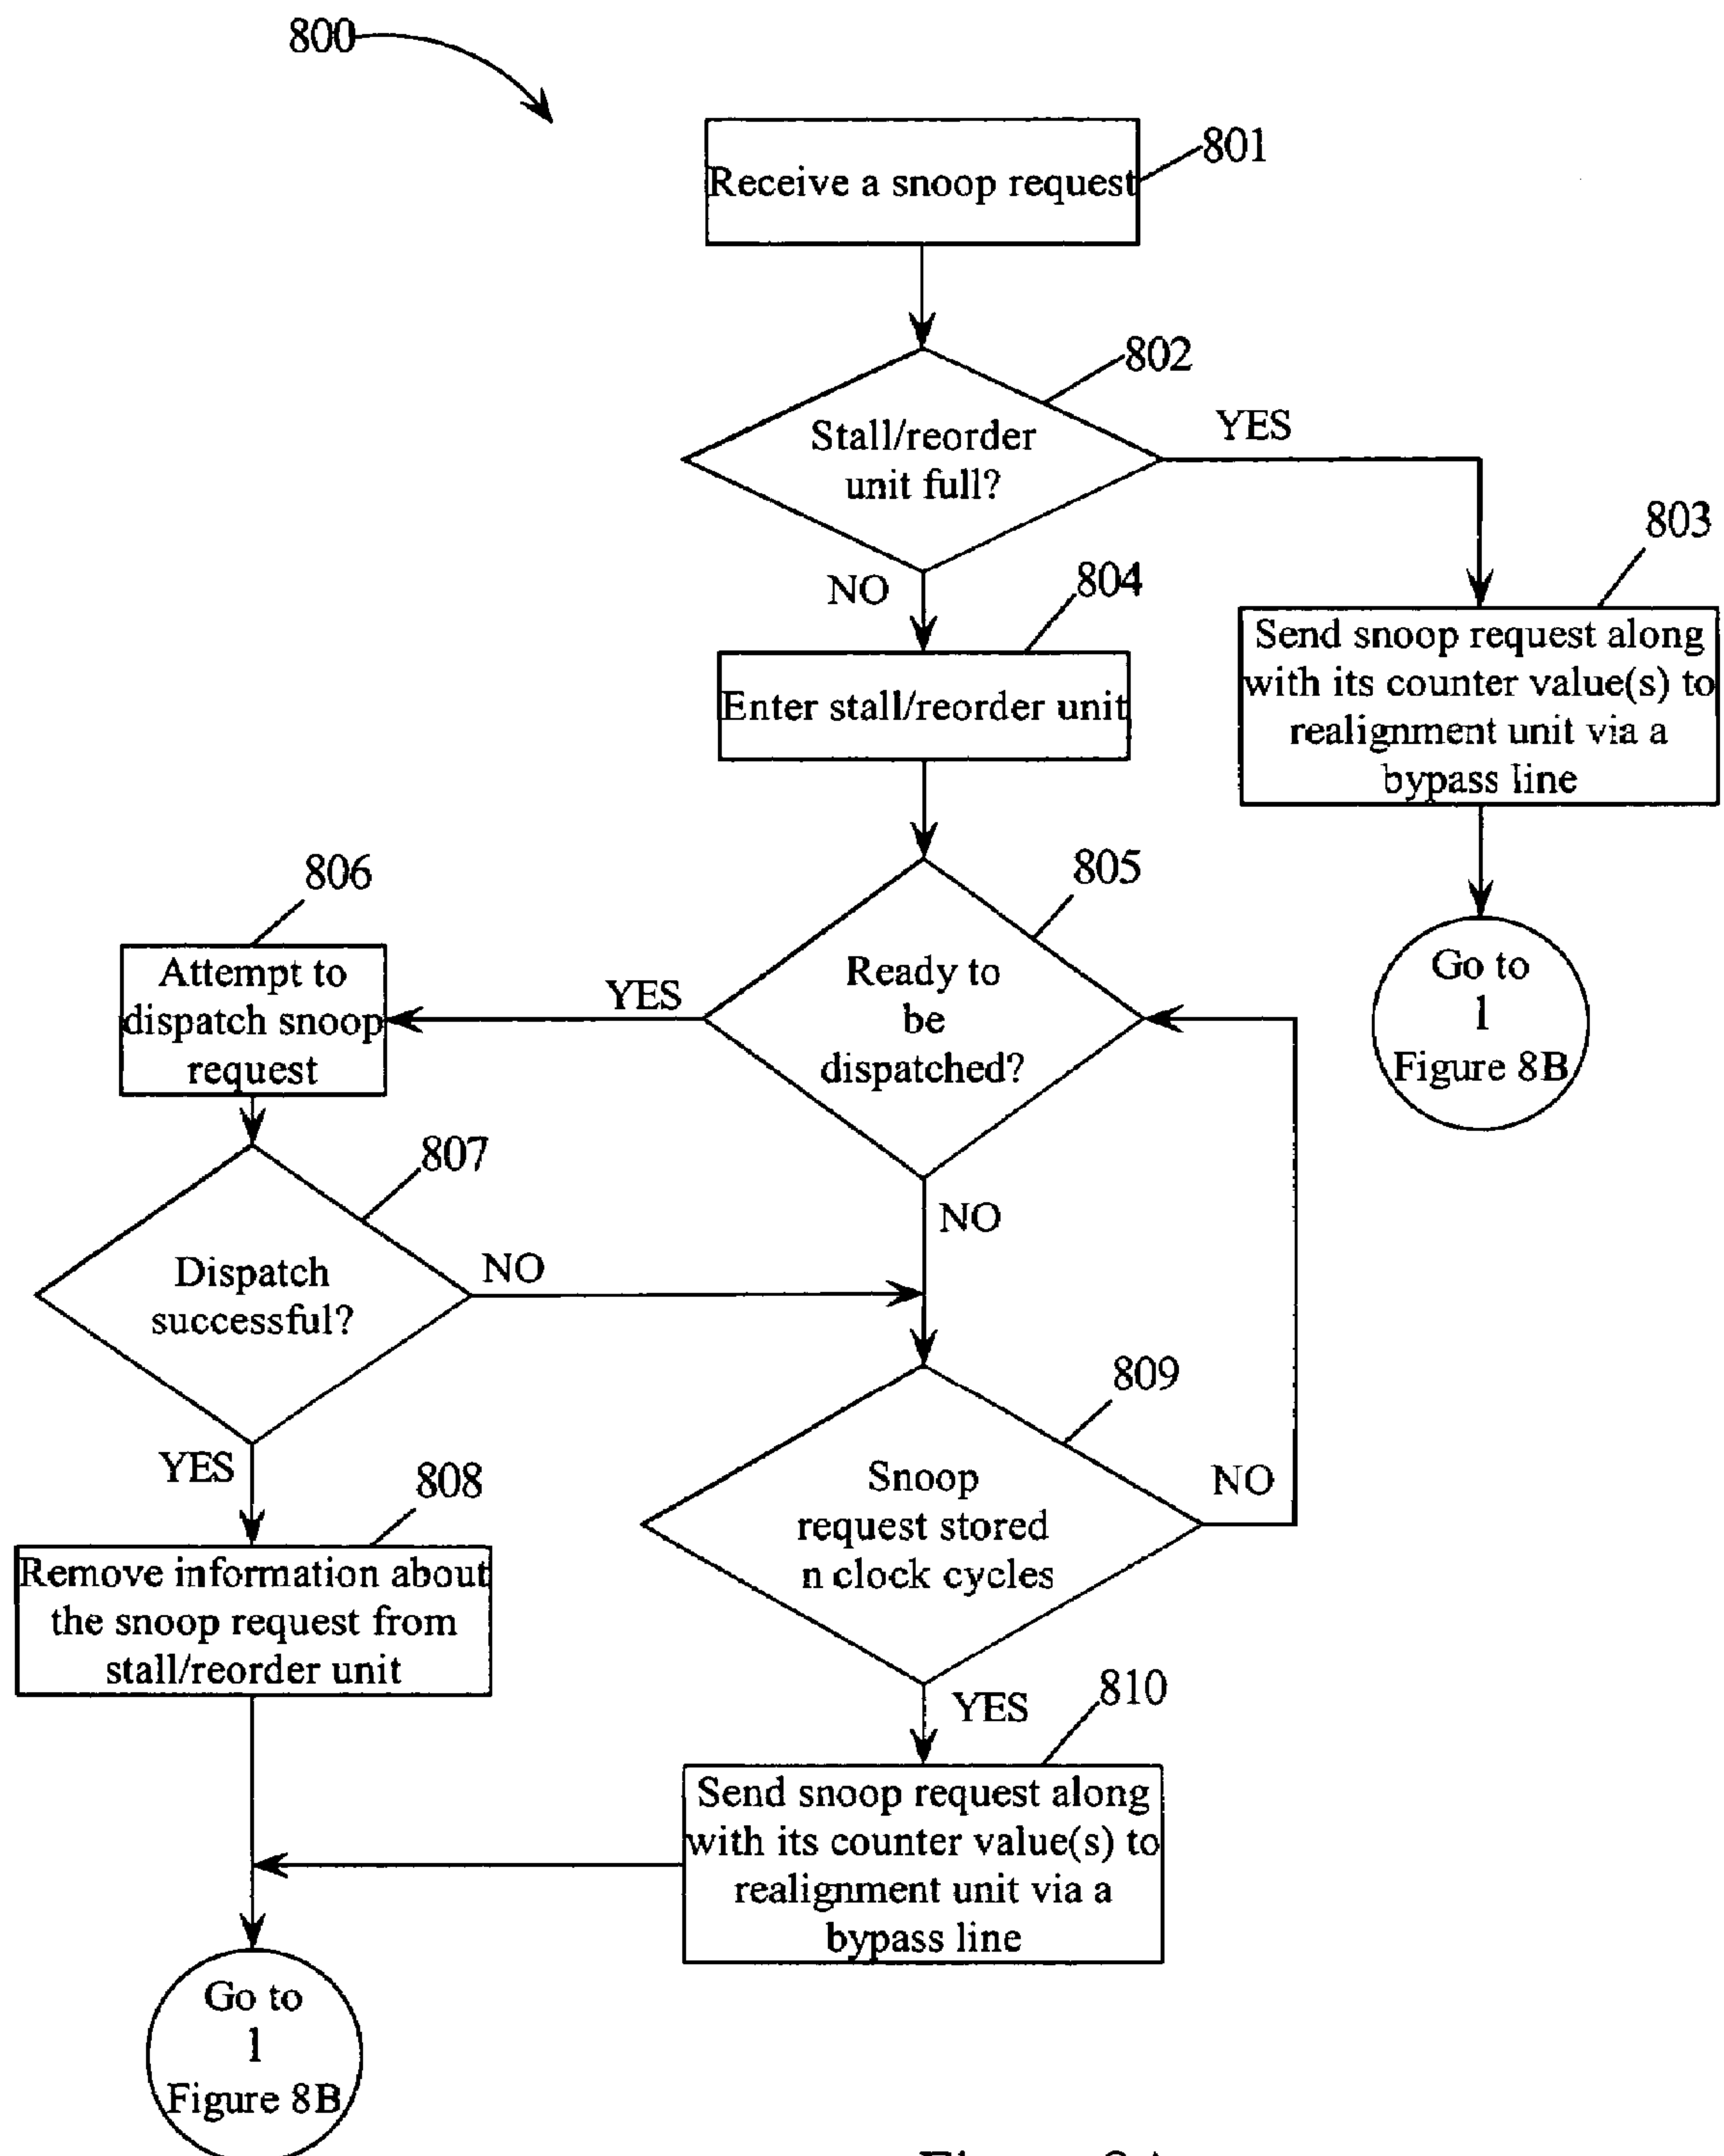 800
Receive a snoop request
801
802
Stall/reorder
unit full?
YES
NO
803
Send snoop request along
with its counter value(s) to
realignment unit via a
bypass line
804
Enter stall/reorder unit
805
Ready to
be
dispatched?
YES
NO
Go to
1
Figure 8B
806
Attempt to
dispatch snoop
request
807
Dispatch
successful?
NO
YES
808
Remove information about
the snoop request from
stall/reorder unit
809
Snoop
request stored
n clock cycles
NO
YES
810
Send snoop request along
with its counter value(s) to
realignment unit via a
bypass line
Go to
1
Figure 8B